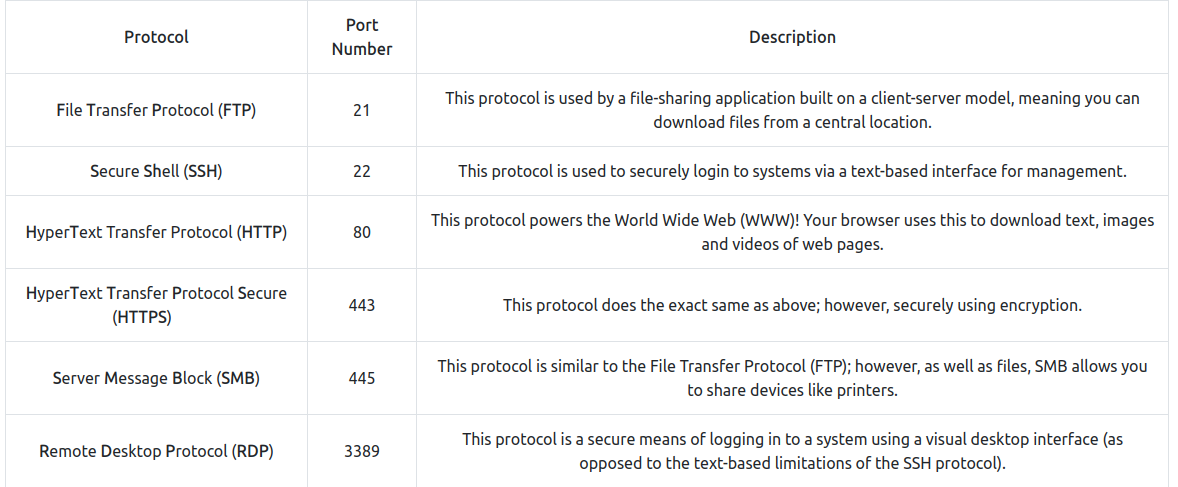 Protocol
Port
Number
Description
File Transfer Protocol (FTP)
21
This protocol is used by a file-sharing application built on a client-server model, meaning you can
download files from a central location.
Secure Shell (SSH)
22
This protocol is used to securely login to systems via a text-based interface for management.
HyperText Transfer Protocol (HTTP)
80
This protocol powers the World Wide Web (WWW)! Your browser uses this to download text, images
and videos of web pages.
HyperText Transfer Protocol Secure
(HTTPS)
443
This protocol does the exact same as above; however, securely using encryption.
Server Message Block (SMB)
445
This protocol is similar to the File Transfer Protocol (FTP); however, as well as files, SMB allows you
to share devices like printers.
Remote Desktop Protocol (RDP)
3389
This protocol is a secure means of logging in to a system using a visual desktop interface (as
opposed to the text-based limitations of the SSH protocol).